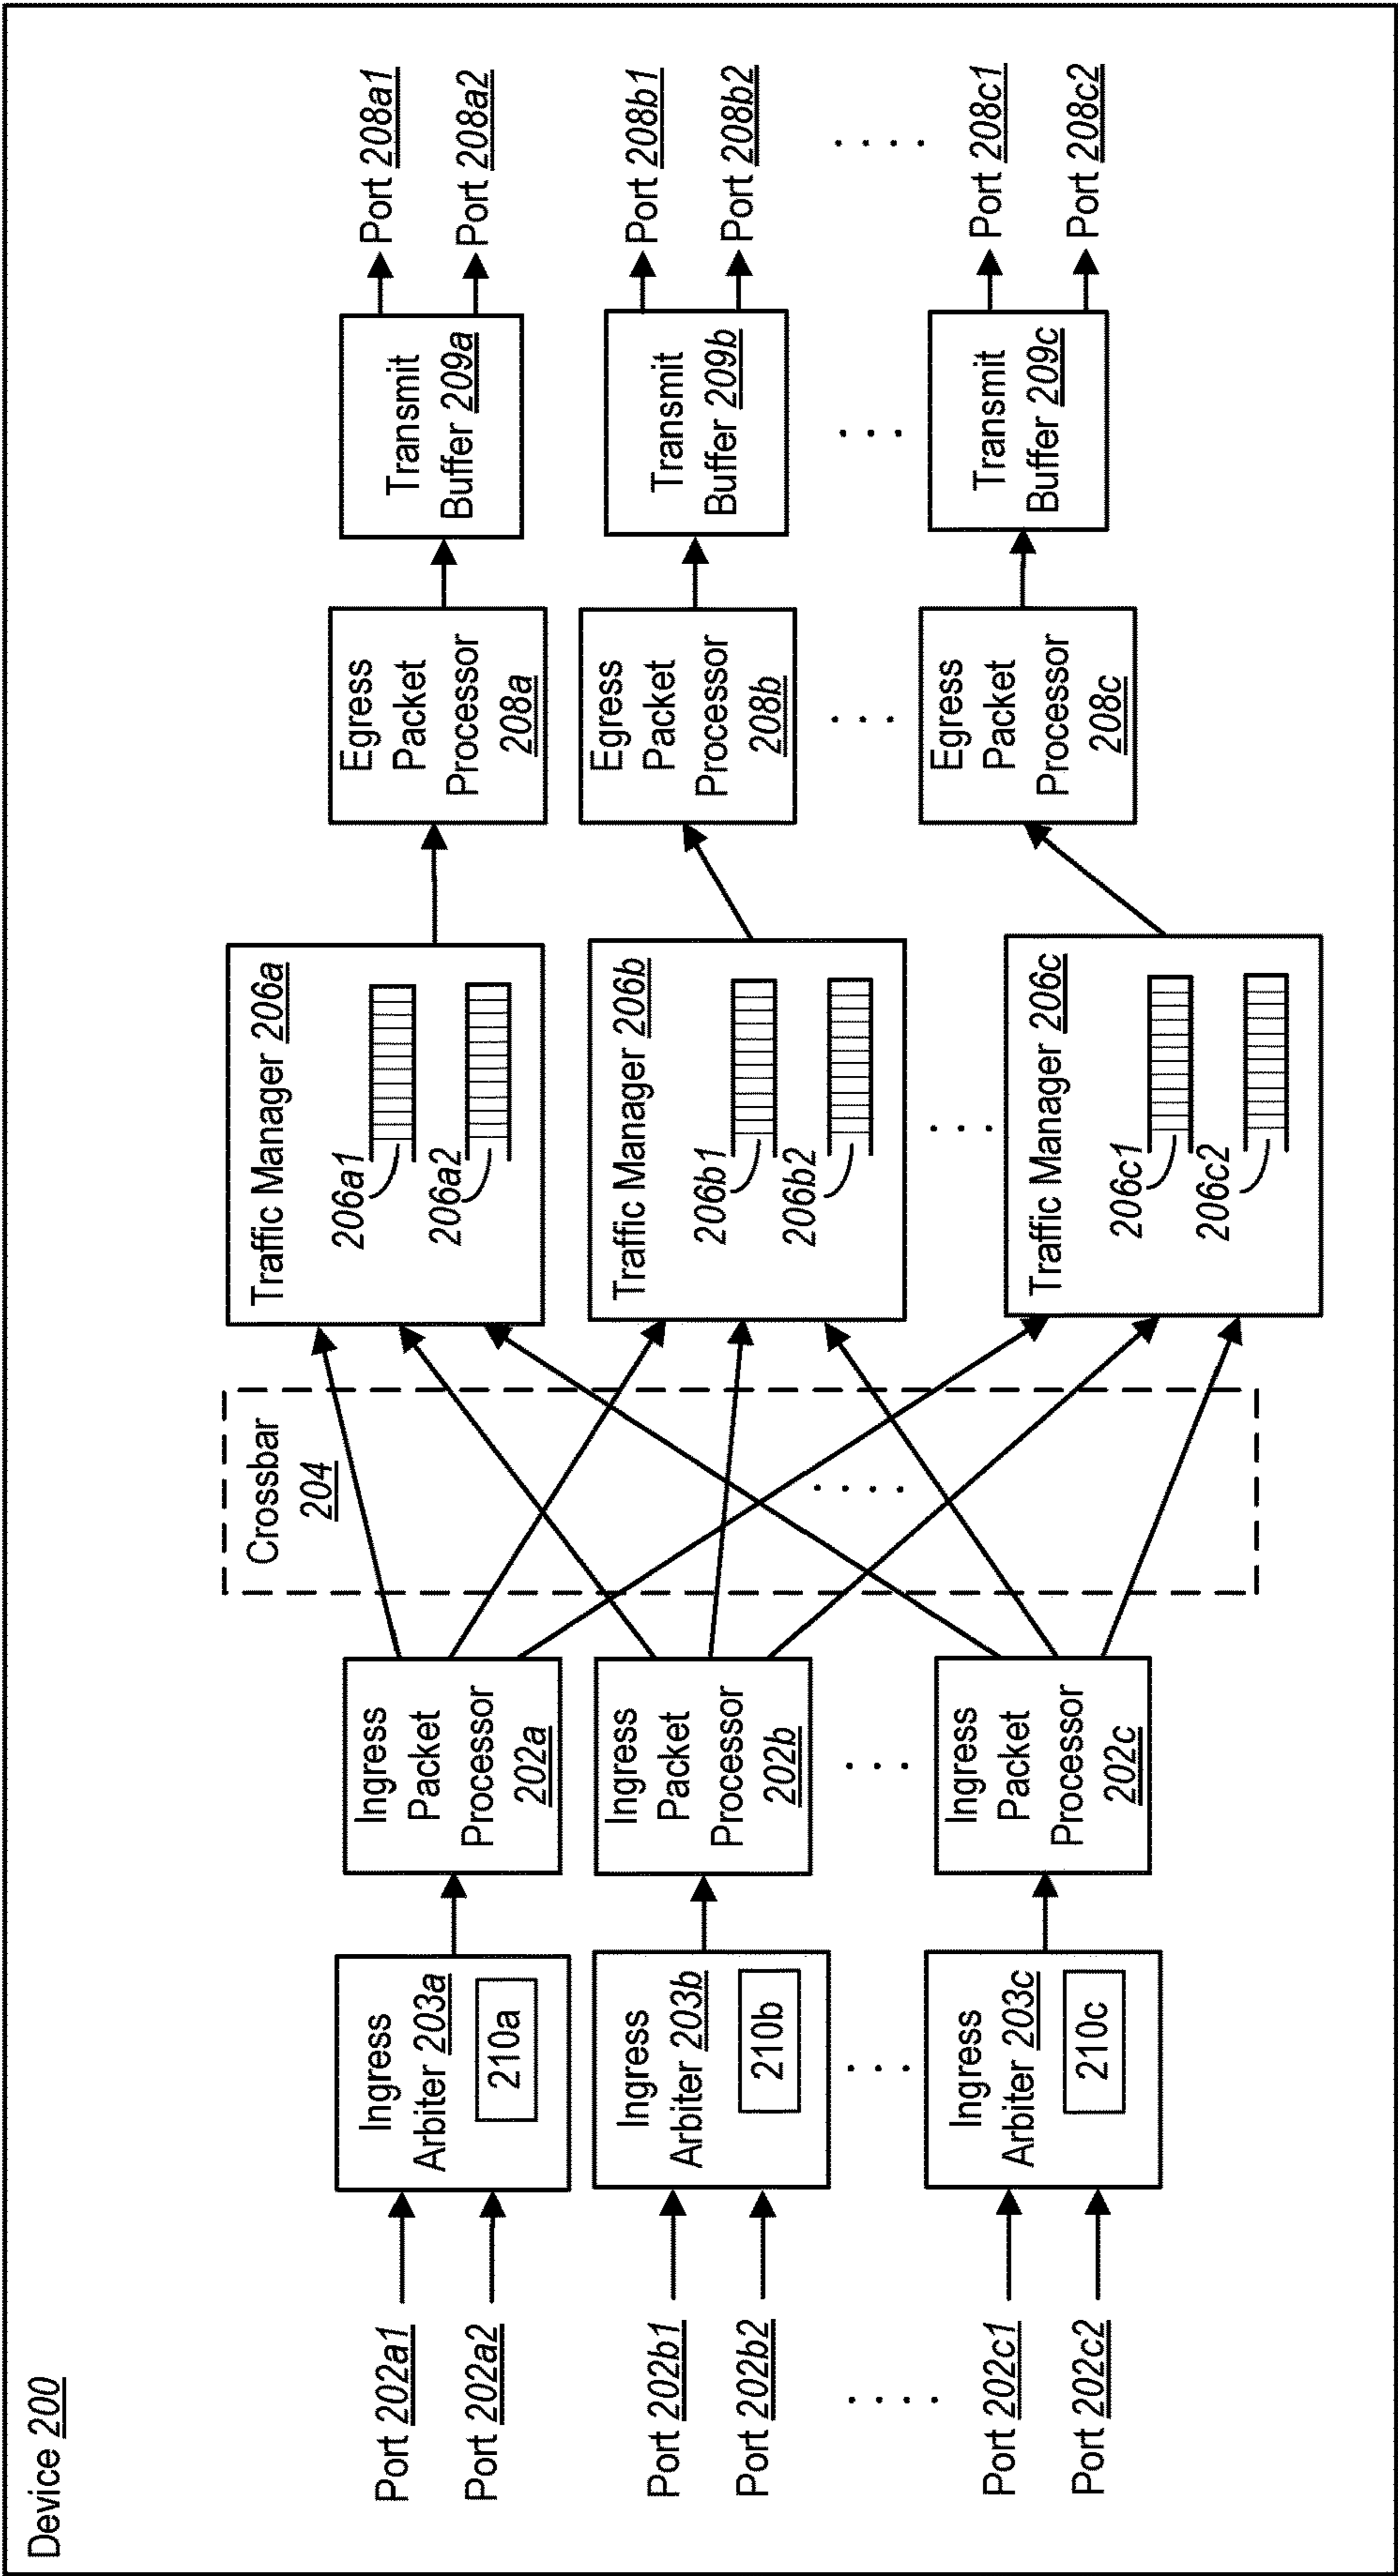 Device 200
Port 202a1
Port 202a2
Port 202b1
Port 202b2
. . . .
Port 202c1
Port 202c2
Ingress
Arbiter 203a
210a
Ingress
Arbiter 203b
210b
. . .
Ingress
Arbiter 203c
210c
Ingress
Packet
Processor
202a
Ingress
Packet
Processor
202b
. . .
Ingress
Packet
Processor
202c
Crossbar
204
. . . .
Traffic Manager 206a
206a1
206a2
Traffic Manager 206b
206b1
206b2
. . .
Traffic Manager 206c
206c1
206c2
Egress
Packet
Processor
208a
Egress
Packet
Processor
208b
. . .
Egress
Packet
Processor
208c
Transmit
Buffer 209a
Transmit
Buffer 209b
. . .
Transmit
Buffer 209c
Port 208a1
Port 208a2
Port 208b1
Port 208b2
. . . .
Port 208c1
Port 208c2